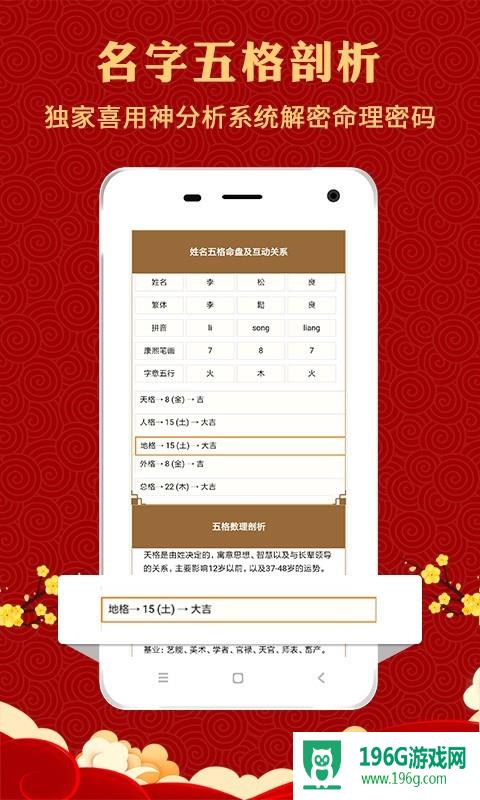 名字五格剖析
独家喜用神分析系统解密命理密码
姓名五格命盘及互动关系
姓名 李 松 良
繁体 李 鬆 良
拼音 li song liang
康熙笔画 7 8 7
字意五行 火 木 火
天格→8 (金) → 吉
人格→15 (土) → 大吉
地格→15 (土) → 大吉
外格→8 (金) → 吉
总格→22 (木) → 大吉
五格数理剖析
天格是由姓决定的，寓意思想、智慧以及与长辈领导
的关系，主要影响12岁以前，以及37-48岁的运势。
地格→15 (土) → 大吉
基业：艺能、美术、学者、官禄、天官、师表、畜产。
196G游戏网
www.196g.com